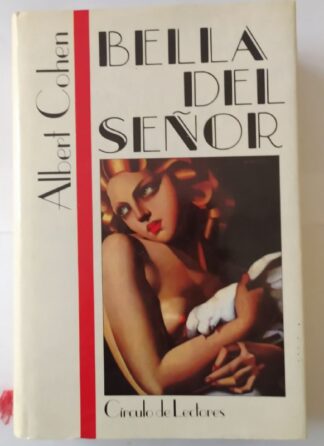 Albert Cohen
BELLA
DEL
SEÑOR
Círculo de Lectores